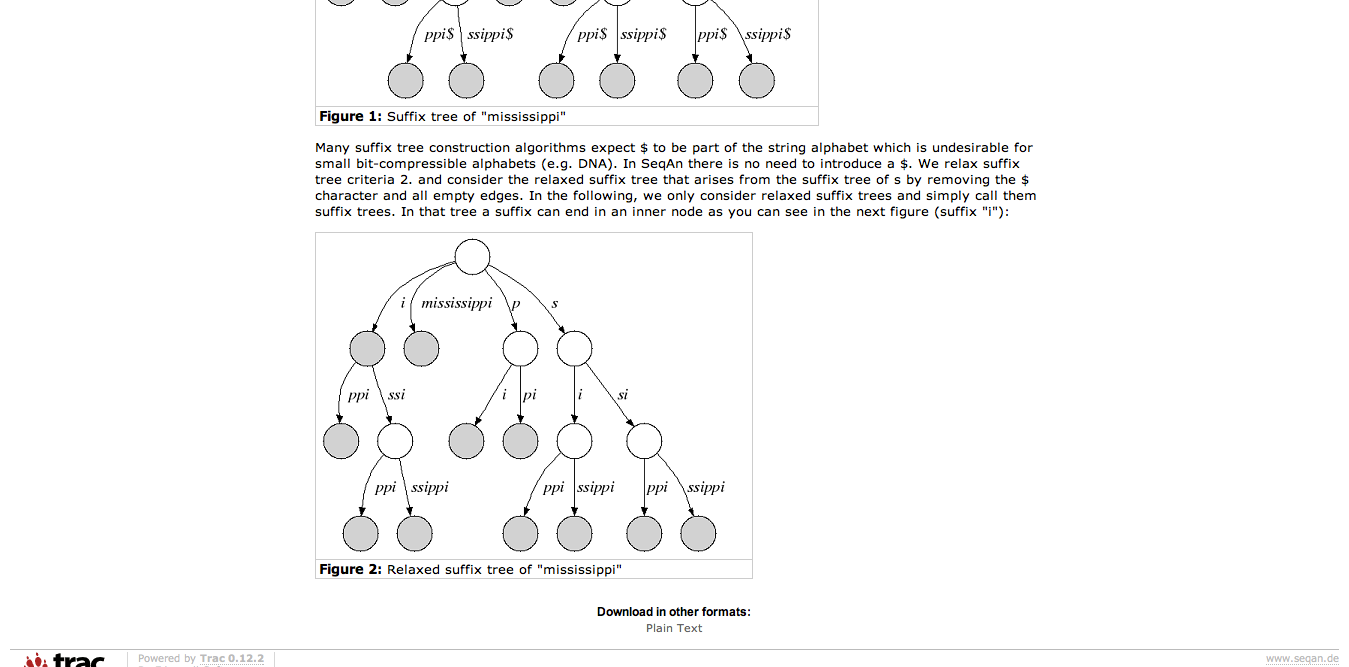 ppi$ ssippi$ ppi$ ssippi$ ppi$ ssippi$
Figure 1: Suffix tree of "mississippi"
Many suffix tree construction algorithms expect $ to be part of the string alphabet which is undesirable for
small bit-compressible alphabets (e.g. DNA). In SeqAn there is no need to introduce a $. We relax suffix
tree criteria 2. and consider the relaxed suffix tree that arises from the suffix tree of s by removing the $
character and all empty edges. In the following, we only consider relaxed suffix trees and simply call them
suffix trees. In that tree a suffix can end in an inner node as you can see in the next figure (suffix "i"):
i mississippi p s
ppi ssi i pi i si
ppi ssippi ppi ssippi ppi ssippi
Figure 2: Relaxed suffix tree of "mississippi"
Download in other formats:
Plain Text
trac
Powered by Trac 0.12.2
www.seqan.de